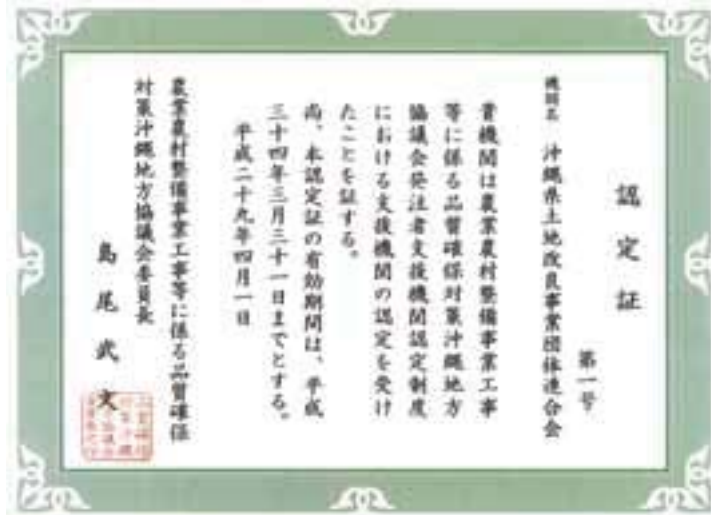 認定証
第一号
機関名 沖縄県土地改良事業団体連合会
貴機関は農業農村整備事業工事
等に係る品質確保対策沖縄地方
協議会発注者支援機関認定制度
における支援機関の認定を受け
たことを証する。
尚、本認定証の有効期間は、平成
三十四年三月三十一日までとする。
平成二十九年四月一日
農業農村整備事業工事等に係る品質確保
対策沖縄地方協議会委員長
島尾武文